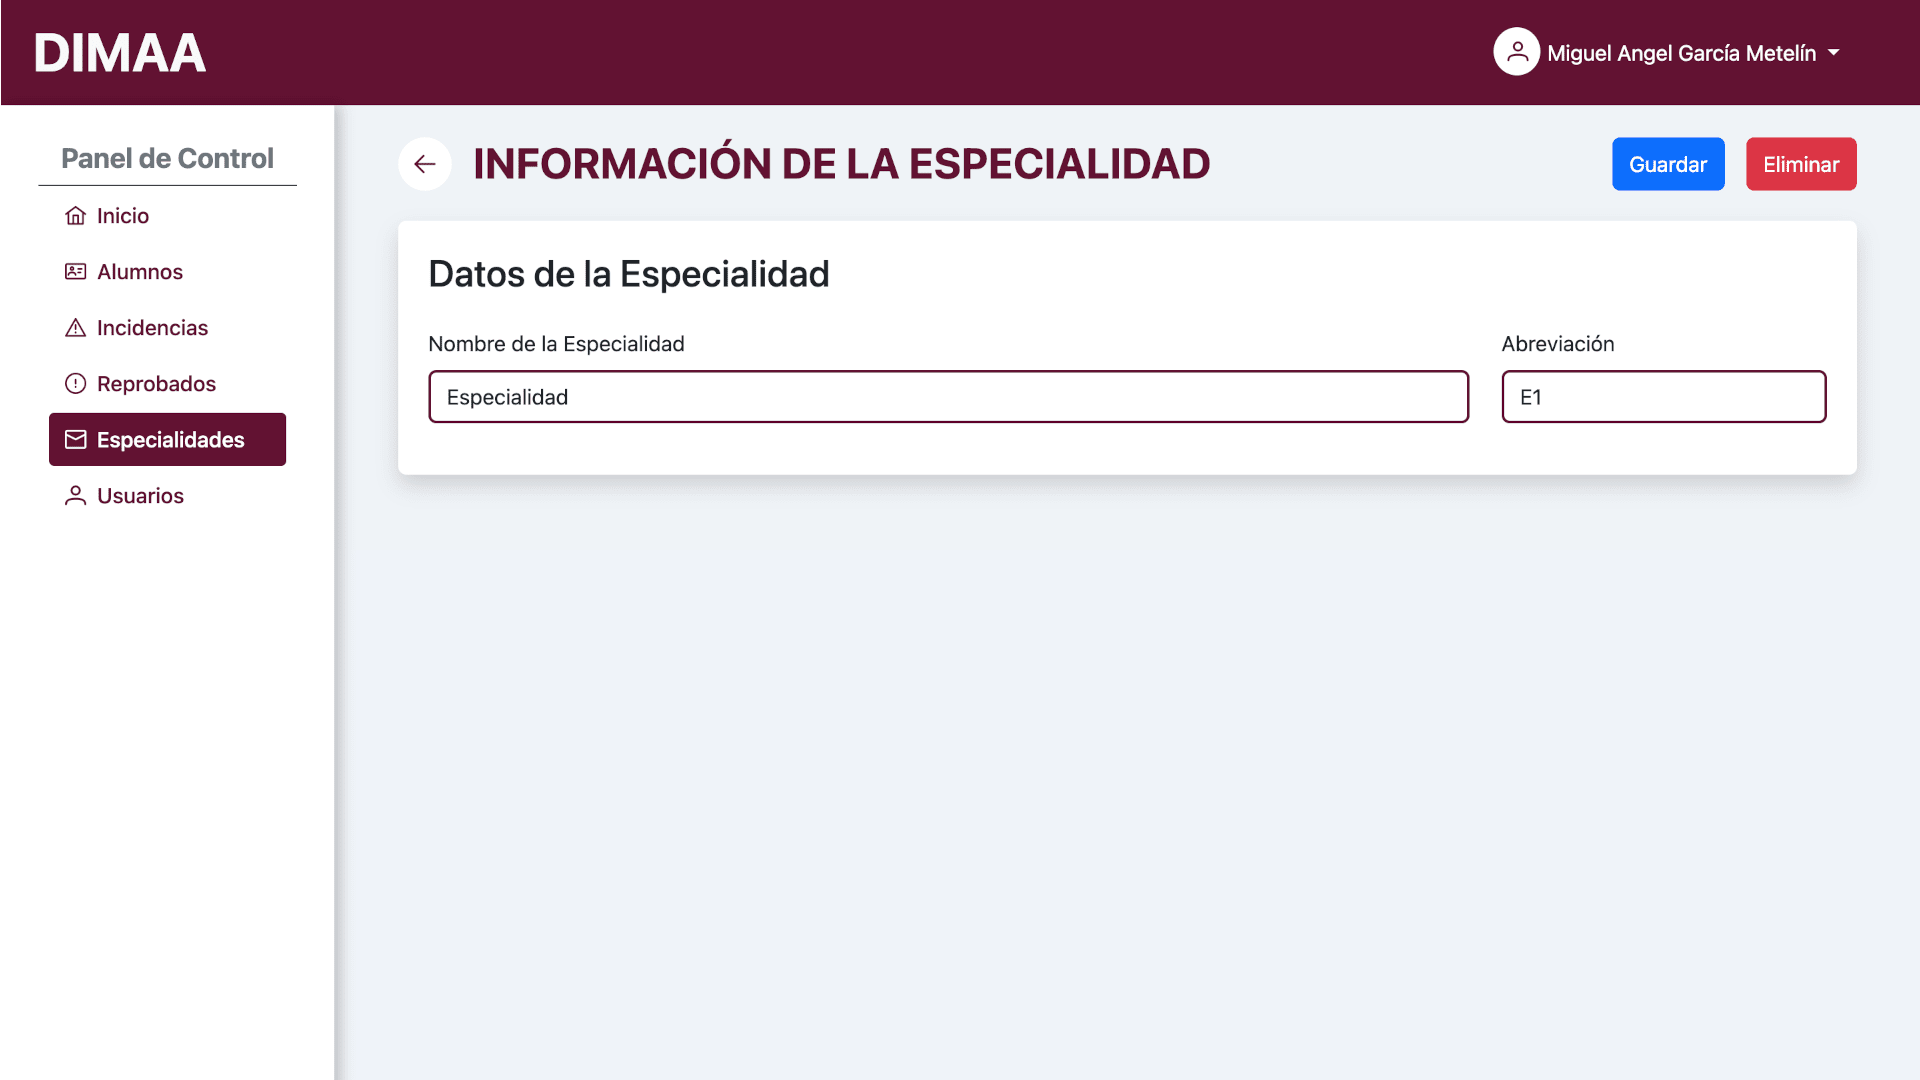 DIMAA
Miguel Angel García Metelín
Panel de Control
Inicio
Alumnos
Incidencias
Reprobados
Especialidades
Usuarios
INFORMACIÓN DE LA ESPECIALIDAD
Guardar
Eliminar
Datos de la Especialidad
Nombre de la Especialidad
Especialidad
Abreviación
E1